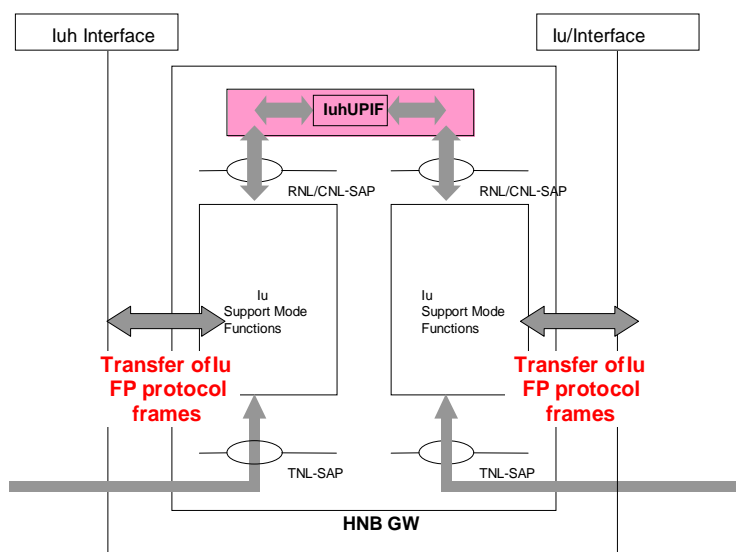 Iuh Interface
Iu/Interface
IuhUPIF
RNL/CNL-SAP
RNL/CNL-SAP
Iu
Support Mode
Functions
Iu
Support Mode
Functions
Transfer of Iu
FP protocol
frames
Transfer of Iu
FP protocol
frames
TNL-SAP
TNL-SAP
HNB GW